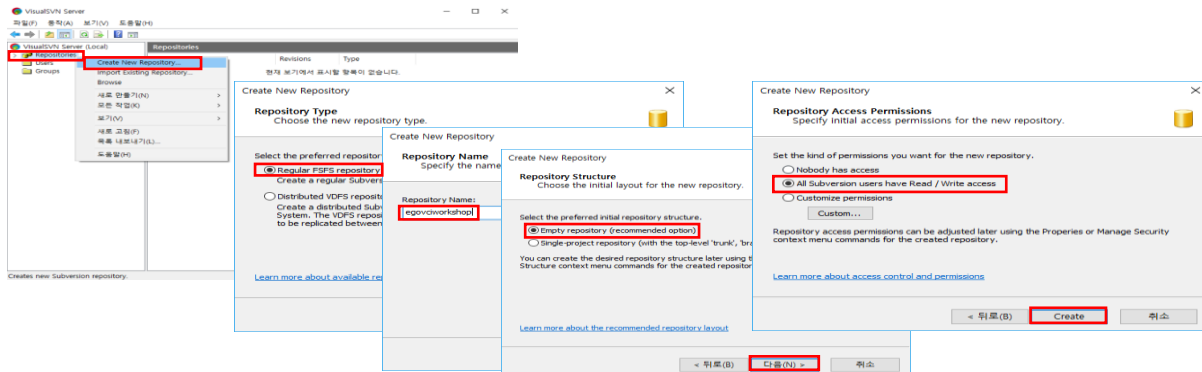 VisualSVN Server
파일(F) 동작(A) 보기(V) 도움말(H)
VisualSVN Server (Local)
Repositories
Users
Groups
Repositories
Revisions Type
현재 보기에서 표시할 항목이 없습니다.
Create New Repository...
Import Existing Repository...
Browse
새로 만들기(N) >
모든 작업(K) >
보기(V) >
새로 고침(F)
목록 내보내기(L)...
도움말(H)
Creates new Subversion repository.
Create New Repository
Repository Type
Choose the new repository type.
Select the preferred repository
Regular FSFS repository
Create a regular Subvers
Distributed VDFS reposit
Create a distributed Sub
System. The VDFS repos
to be replicated between
Learn more about available re
Create New Repository
Repository Name
Specify the name
Repository Name:
egovciworkshop
Create New Repository
Repository Structure
Choose the initial layout for the new repository.
Select the preferred initial repository structure.
Empty repository (recommended option)
Single-project repository (with the top-level 'trunk', 'bra
You can create the desired repository structure later using t
Structure context menu commands for the created repositor
Learn more about the recommended repository layout
< 뒤로(B) 다음(N) > 취소
Create New Repository
Repository Access Permissions
Specify initial access permissions for the new repository.
Set the kind of permissions you want for the new repository.
Nobody has access
All Subversion users have Read / Write access
Customize permissions
Custom...
Repository access permissions can be adjusted later using the Properies or Manage Security
context menu commands for the created repository.
Learn more about access control and permissions
< 뒤로(B) Create 취소